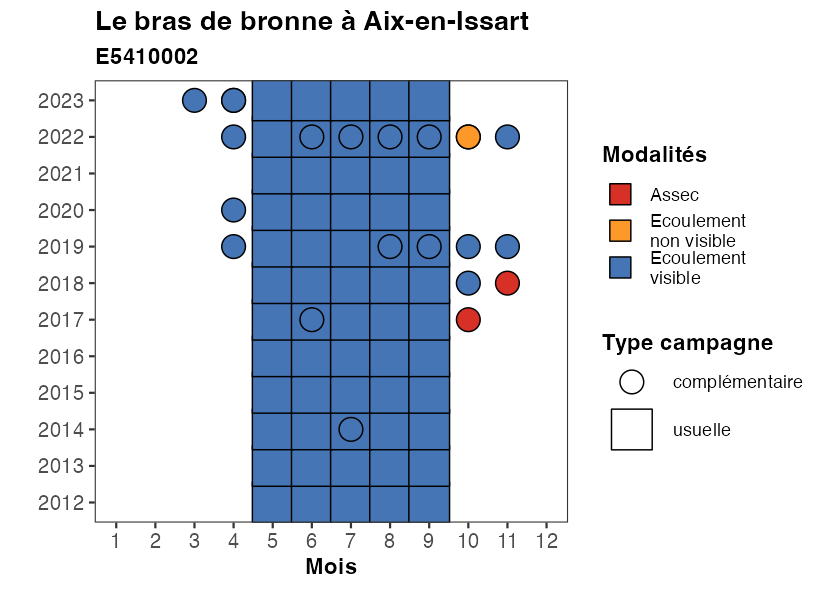 Le bras de bronne à Aix-en-Issart
E5410002
2023
2022
2021
2020
2019
2018
2017
2016
2015
2014
2013
2012
1 2 3 4 5 6 7 8 9 10 11 12
Mois
Modalités
Assec
Ecoulement
non visible
Ecoulement
visible
Type campagne
complémentaire
usuelle